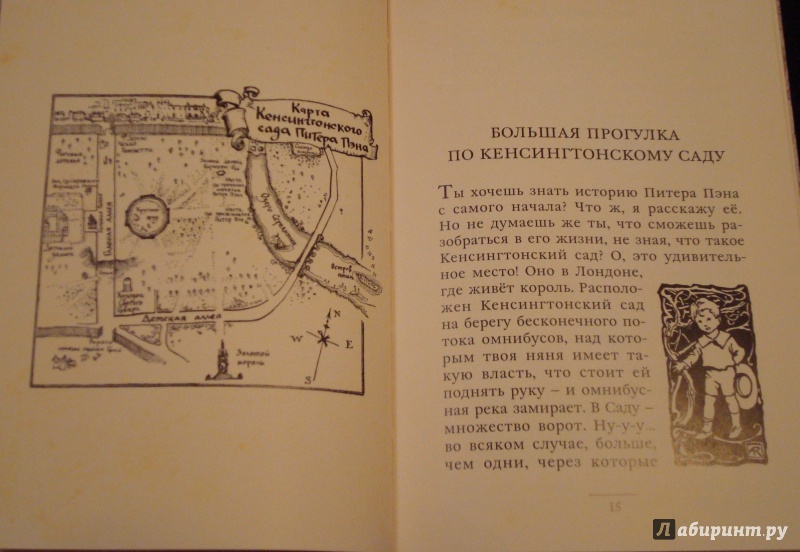 Карта
Кенсингтонского
сада Питера Пэна
Детская аллея
Золотой
N
W
E
S
БОЛЬШАЯ ПРОГУЛКА
ПО КЕНСИНГТОНСКОМУ САДУ
Ты хочешь знать историю Питера Пэна
с самого начала? Что ж, я расскажу её.
Но не думаешь же ты, что сможешь ра-
зобраться в его жизни, не зная, что такое
Кенсингтонский сад? О, это удивитель-
ное место! Оно в Лондоне,
где живёт король. Располо-
жен Кенсингтонский сад
на берегу бесконечного по-
тока омнибусов, над кото-
рым твоя няня имеет та-
кую власть, что стоит ей
поднять руку – и омнибус-
ная река замирает. В Саду –
множество ворот. Ну-у-у...
во всяком случае, больше,
чем одни, через которые
15
Лабиринт.ру